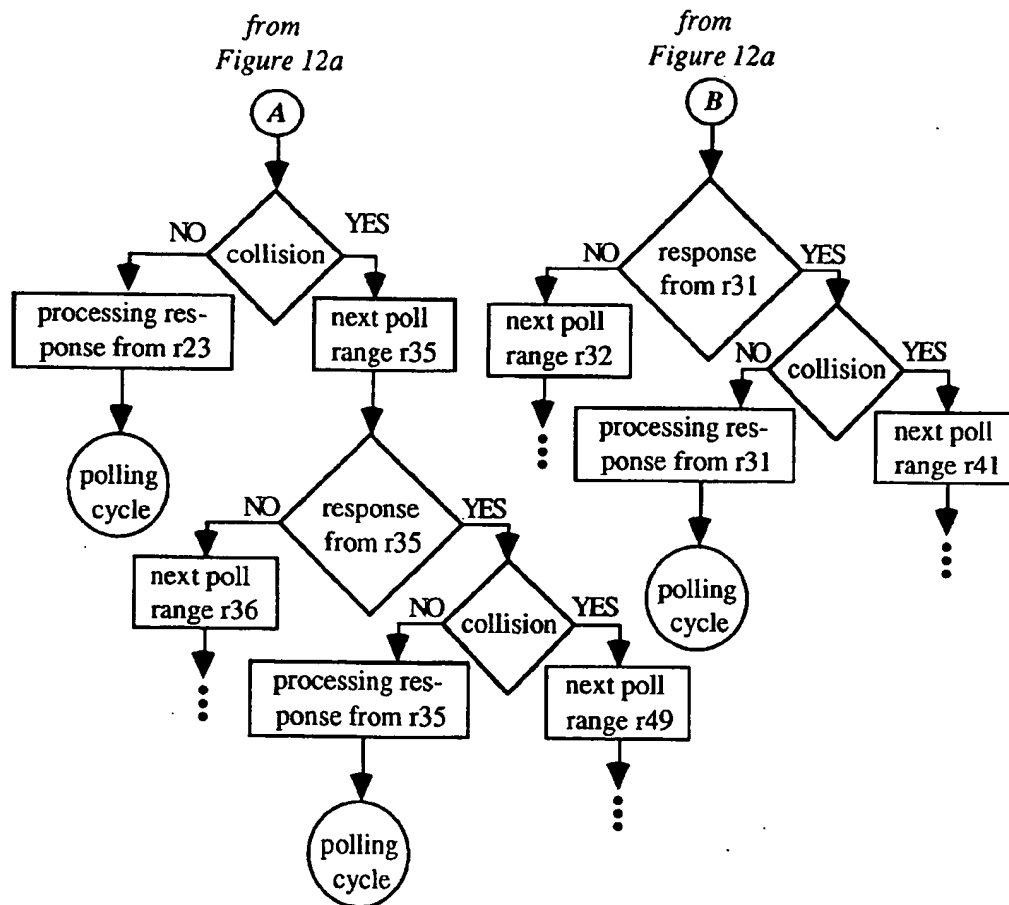 from
Figure 12a
A
collision
NO
YES
processing res-
ponse from r23
next poll
range r35
polling
cycle
response
from r35
NO
YES
next poll
range r36
collision
NO
YES
processing res-
ponse from r35
next poll
range r49
polling
cycle
from
Figure 12a
B
response
from r31
NO
YES
next poll
range r32
collision
NO
YES
processing res-
ponse from r31
next poll
range r41
polling
cycle